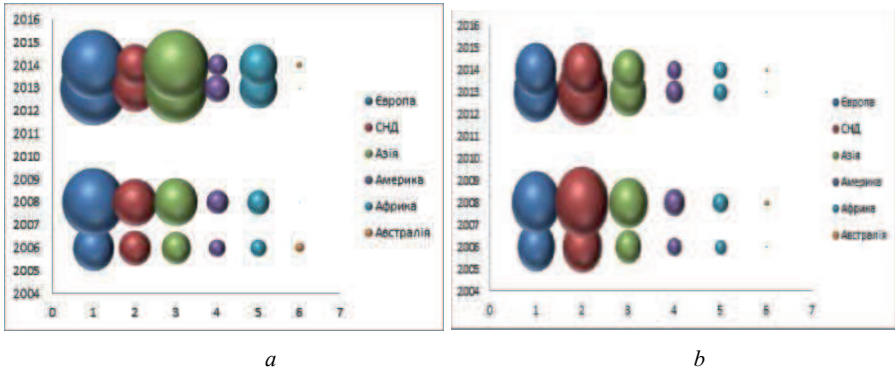 2016
2015
2014
2013
2012
2011
2010
2009
2008
2007
2006
2005
2004
0 1 2 3 4 5 6 7
Європа
СНД
Азія
Америка
Африка
Австралія
a
2016
2015
2014
2013
2012
2011
2010
2009
2008
2007
2006
2005
2004
0 1 2 3 4 5 6 7
Європа
СНД
Азія
Америка
Африка
Австралія
b